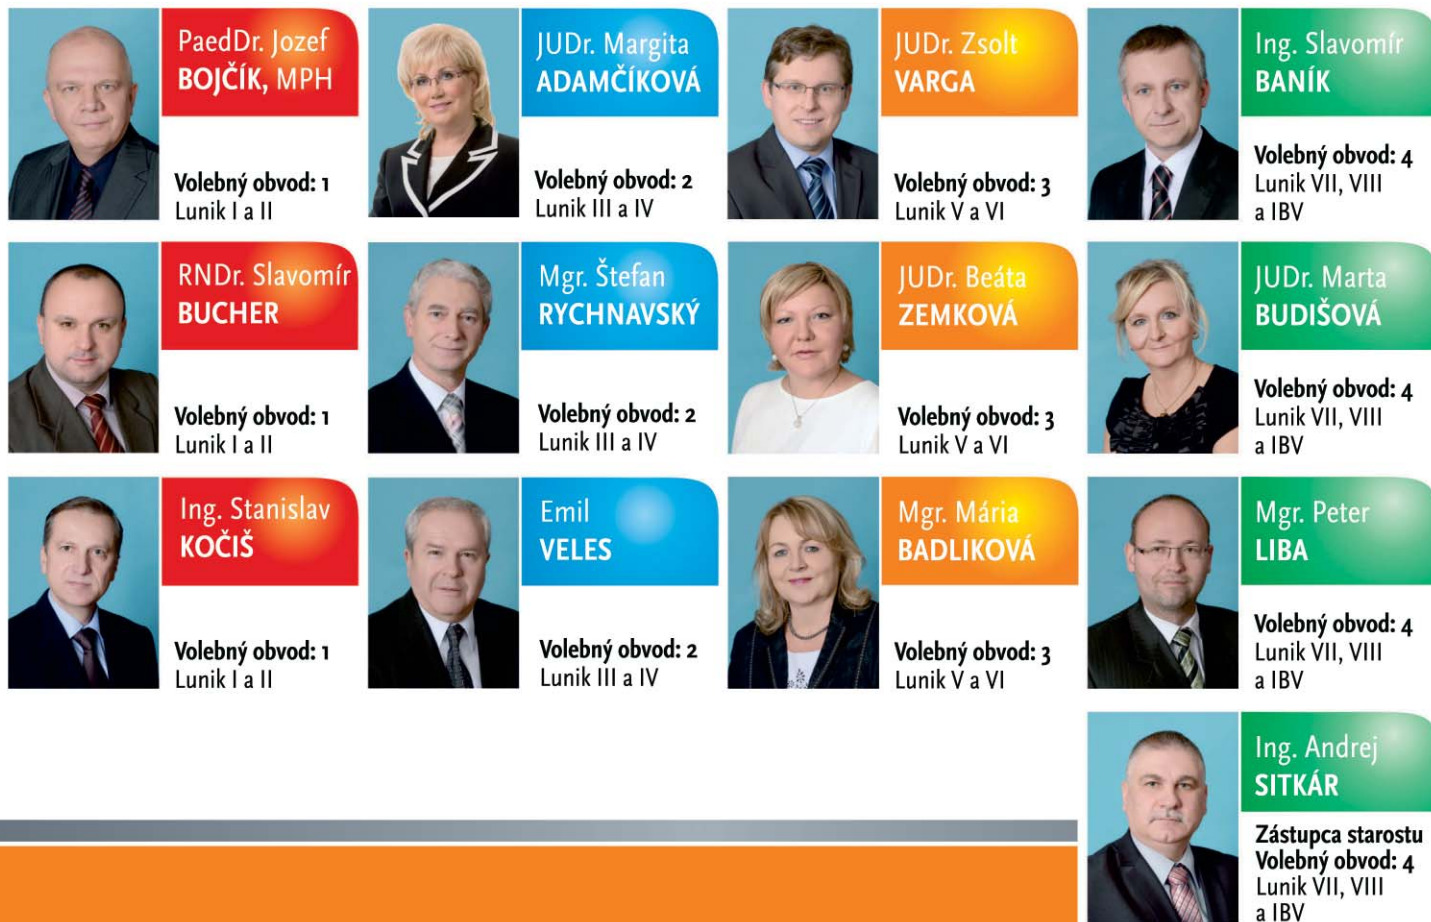 PaedDr. Jozef
BOJČÍK, MPH
Volebný obvod: 1
Lunik I a II
JUDr. Margita
ADAMČÍKOVÁ
Volebný obvod: 2
Lunik III a IV
JUDr. Zsolt
VARGA
Volebný obvod: 3
Lunik V a VI
Ing. Slavomír
BANÍK
Volebný obvod: 4
Lunik VII, VIII
a IBV
RNDr. Slavomír
BUCHER
Volebný obvod: 1
Lunik I a II
Mgr. Štefan
RYCHNAVSKÝ
Volebný obvod: 2
Lunik III a IV
JUDr. Beáta
ZEMKOVÁ
Volebný obvod: 3
Lunik V a VI
JUDr. Marta
BUDIŠOVÁ
Volebný obvod: 4
Lunik VII, VIII
a IBV
Ing. Stanislav
KOČIŠ
Volebný obvod: 1
Lunik I a II
Emil
VELES
Volebný obvod: 2
Lunik III a IV
Mgr. Mária
BADLIKOVÁ
Volebný obvod: 3
Lunik V a VI
Mgr. Peter
LIBA
Volebný obvod: 4
Lunik VII, VIII
a IBV
Ing. Andrej
SITKÁR
Zástupca starostu
Volebný obvod: 4
Lunik VII, VIII
a IBV